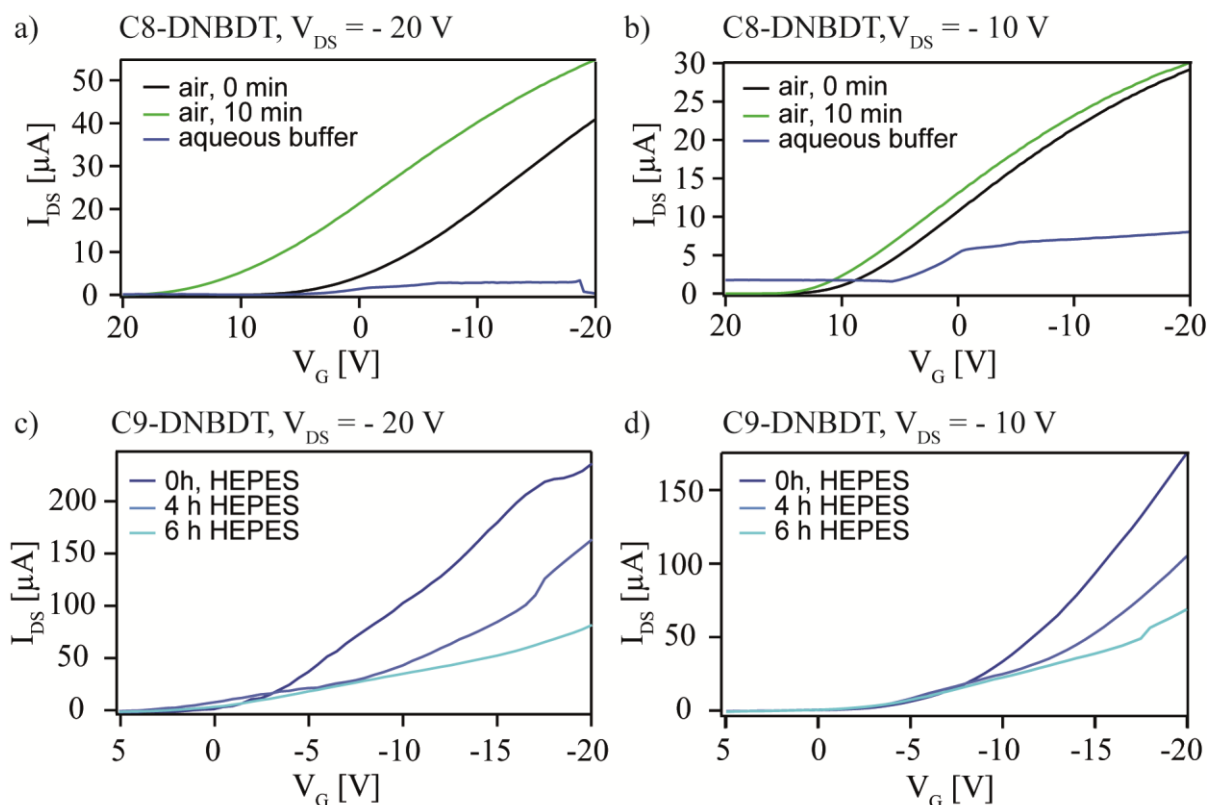 a) C8-DNBDT, V_DS = - 20 V
I_DS [µA]
50
40
30
20
10
0
air, 0 min
air, 10 min
aqueous buffer
20 10 0 -10 -20
V_G [V]
b) C8-DNBDT,V_DS = - 10 V
I_DS [µA]
30
25
20
15
10
5
0
air, 0 min
air, 10 min
aqueous buffer
20 10 0 -10 -20
V_G [V]
c) C9-DNBDT, V_DS = - 20 V
I_DS [µA]
200
150
100
50
0
0h, HEPES
4 h HEPES
6 h HEPES
5 0 -5 -10 -15 -20
V_G [V]
d) C9-DNBDT, V_DS = - 10 V
I_DS [µA]
150
100
50
0
0h, HEPES
4 h HEPES
6 h HEPES
5 0 -5 -10 -15 -20
V_G [V]